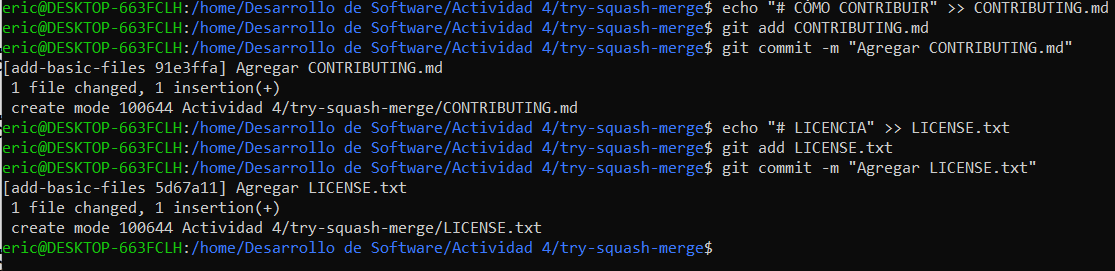 eric@DESKTOP-663FCLH:/home/Desarrollo de Software/Actividad 4/try-squash-merge$ echo "# CÓMO CONTRIBUIR" >> CONTRIBUTING.md
eric@DESKTOP-663FCLH:/home/Desarrollo de Software/Actividad 4/try-squash-merge$ git add CONTRIBUTING.md
eric@DESKTOP-663FCLH:/home/Desarrollo de Software/Actividad 4/try-squash-merge$ git commit -m "Agregar CONTRIBUTING.md"
[add-basic-files 91e3ffa] Agregar CONTRIBUTING.md
 1 file changed, 1 insertion(+)
 create mode 100644 Actividad 4/try-squash-merge/CONTRIBUTING.md
eric@DESKTOP-663FCLH:/home/Desarrollo de Software/Actividad 4/try-squash-merge$ echo "# LICENCIA" >> LICENSE.txt
eric@DESKTOP-663FCLH:/home/Desarrollo de Software/Actividad 4/try-squash-merge$ git add LICENSE.txt
eric@DESKTOP-663FCLH:/home/Desarrollo de Software/Actividad 4/try-squash-merge$ git commit -m "Agregar LICENSE.txt"
[add-basic-files 5d67a11] Agregar LICENSE.txt
 1 file changed, 1 insertion(+)
 create mode 100644 Actividad 4/try-squash-merge/LICENSE.txt
eric@DESKTOP-663FCLH:/home/Desarrollo de Software/Actividad 4/try-squash-merge$